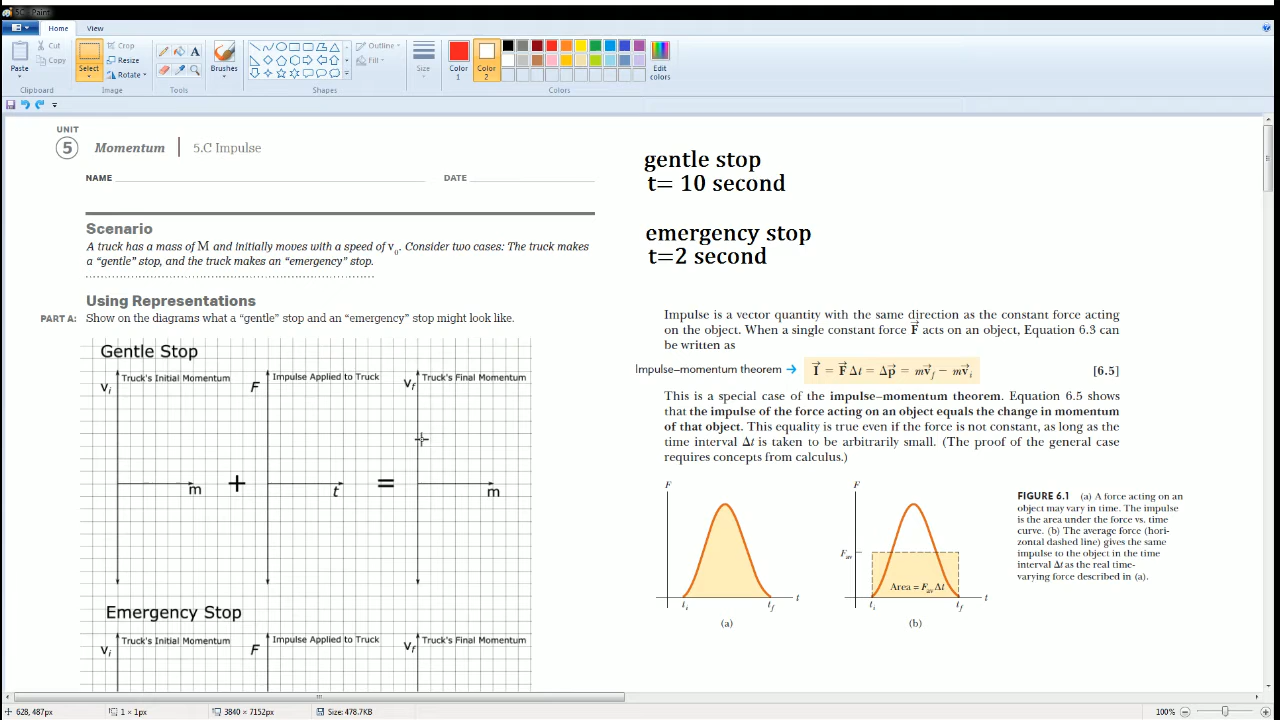 5C - Paint
Home
View
Paste
Cut
Copy
Clipboard
Select
Crop
Resize
Rotate
Image
A
Tools
Brushes
Outline
Fill
Shapes
Size
Color
1
Color
2
Edit
colors
Colors
UNIT
5
Momentum
5.C Impulse
NAME
DATE
Scenario
A truck has a mass of M and initially moves with a speed of v₀. Consider two cases: The truck makes
a “gentle” stop, and the truck makes an “emergency” stop.
Using Representations
PART A: Show on the diagrams what a “gentle” stop and an “emergency” stop might look like.
Gentle Stop
vᵢ Truck's Initial Momentum
m
+
F Impulse Applied to Truck
t
=
v_f Truck's Final Momentum
m
Emergency Stop
vᵢ Truck's Initial Momentum
F Impulse Applied to Truck
v_f Truck's Final Momentum
gentle stop
t= 10 second
emergency stop
t=2 second
Impulse is a vector quantity with the same direction as the constant force acting
on the object. When a single constant force F⃗ acts on an object, Equation 6.3 can
be written as
Impulse–momentum theorem → I⃗ = F⃗ Δt = Δp⃗ = mv⃗_f − mv⃗ᵢ [6.5]
This is a special case of the impulse–momentum theorem. Equation 6.5 shows
that the impulse of the force acting on an object equals the change in momentum
of that object. This equality is true even if the force is not constant, as long as the
time interval Δt is taken to be arbitrarily small. (The proof of the general case
requires concepts from calculus.)
F
tᵢ
t_f
t
(a)
F
F_av
Area = F_av Δt
tᵢ
t_f
t
(b)
FIGURE 6.1 (a) A force acting on an
object may vary in time. The impulse
is the area under the force vs. time
curve. (b) The average force (hori-
zontal dashed line) gives the same
impulse to the object in the time
interval Δt as the real time-
varying force described in (a).
628, 487px
1 × 1px
3840 × 7152px
Size: 478.7KB
100%